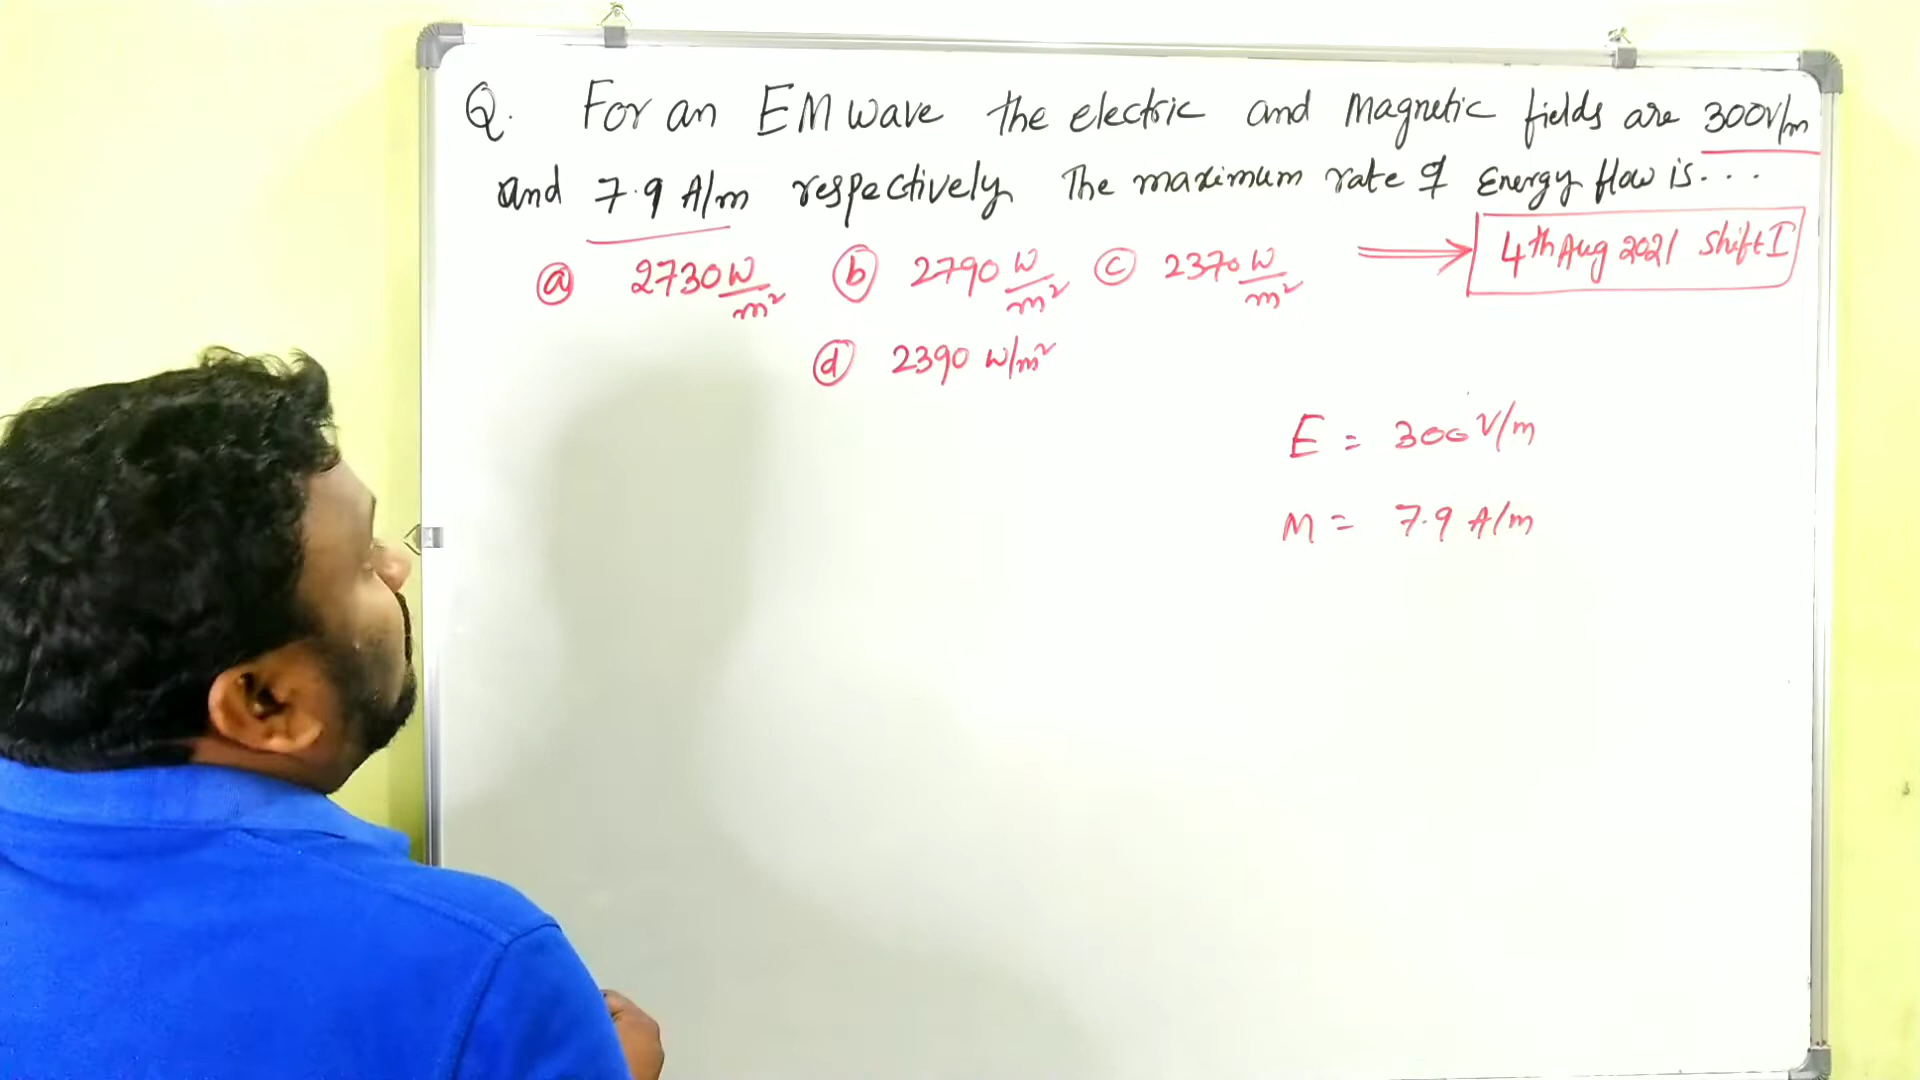 Q. For an EM wave the electric and Magnetic fields are 300V/m
and 7.9 A/m respectively The maximum rate of Energy flow is....
(a) 2730 W/m² (b) 2790 W/m² (c) 2370 W/m² ⟹ 4th Aug 2021 Shift I
(d) 2390 W/m²
E = 300 V/m
M = 7.9 A/m